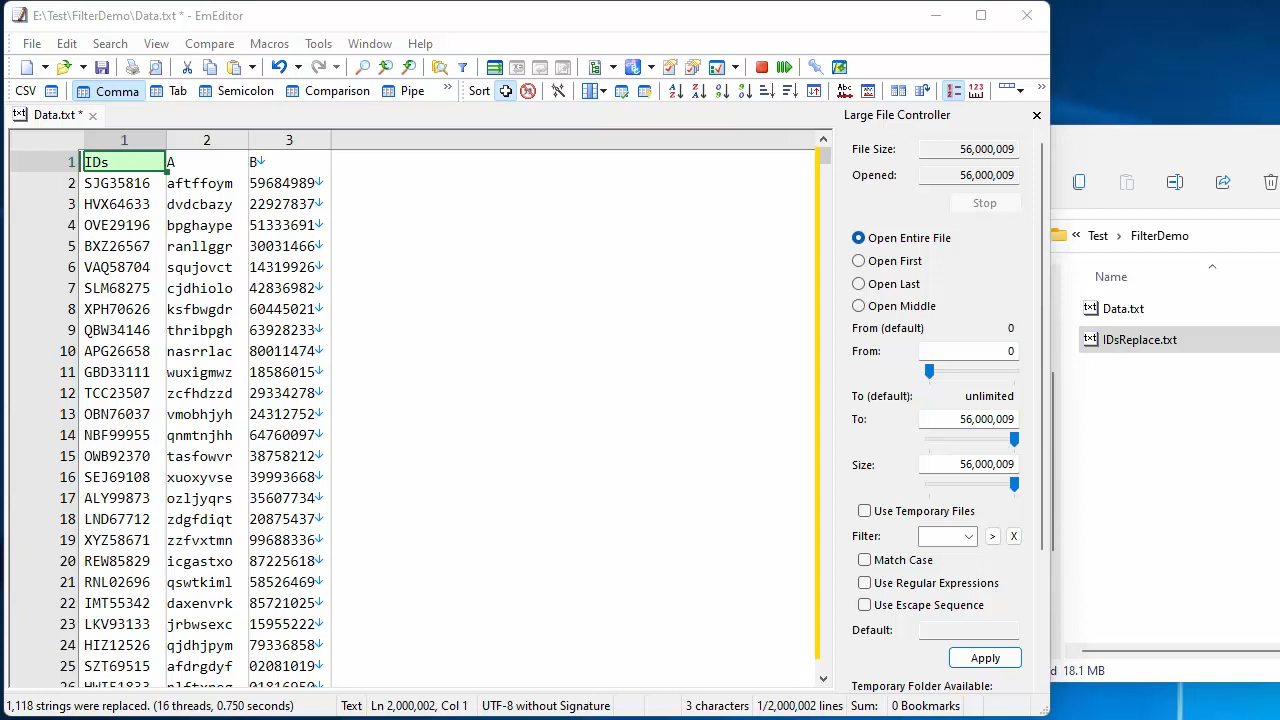 E:\Test\FilterDemo\Data.txt * - EmEditor
File Edit Search View Compare Macros Tools Window Help
CSV Comma Tab Semicolon Comparison Pipe » Sort
Data.txt *
1 2 3
1 IDs A B
2 SJG35816 aftffoym 59684989
3 HVX64633 dvdcbazy 22927837
4 OVE29196 bpghaype 51333691
5 BXZ26567 ranllggr 30031466
6 VAQ58704 squjovct 14319926
7 SLM68275 cjdhiolo 42836982
8 XPH70626 ksfbwgdr 60445021
9 QBW34146 thribpgh 63928233
10 APG26658 nasrrlac 80011474
11 GBD33111 wuxigmwz 18586015
12 TCC23507 zcfhdzzd 29334278
13 OBN76037 vmobhjyh 24312752
14 NBF99955 qnmtnjhh 64760097
15 OWB92370 tasfowvr 38758212
16 SEJ69108 xuoxyvse 39993668
17 ALY99873 ozljyqrs 35607734
18 LND67712 zdgfdiqt 20875437
19 XYZ58671 zzfvxtmn 99688336
20 REW85829 icgastxo 87225618
21 RNL02696 qswtkiml 58526469
22 IMT55342 daxenvrk 85721025
23 LKV93133 jrbwsexc 15955222
24 HIZ12526 qjdhjpym 79336858
25 SZT69515 afdrgdyf 02081019
26
Large File Controller
File Size: 56,000,009
Opened: 56,000,009
Stop
Open Entire File
Open First
Open Last
Open Middle
From (default) 0
From: 0
To (default): unlimited
To: 56,000,009
Size: 56,000,009
Use Temporary Files
Filter: > X
Match Case
Use Regular Expressions
Use Escape Sequence
Default:
Apply
Temporary Folder Available:
1,118 strings were replaced. (16 threads, 0.750 seconds) Text Ln 2,000,002, Col 1 UTF-8 without Signature 3 characters 1/2,000,002 lines Sum: 0 Bookmarks
« Test > FilterDemo
Name
Data.txt
IDsReplace.txt
18.1 MB